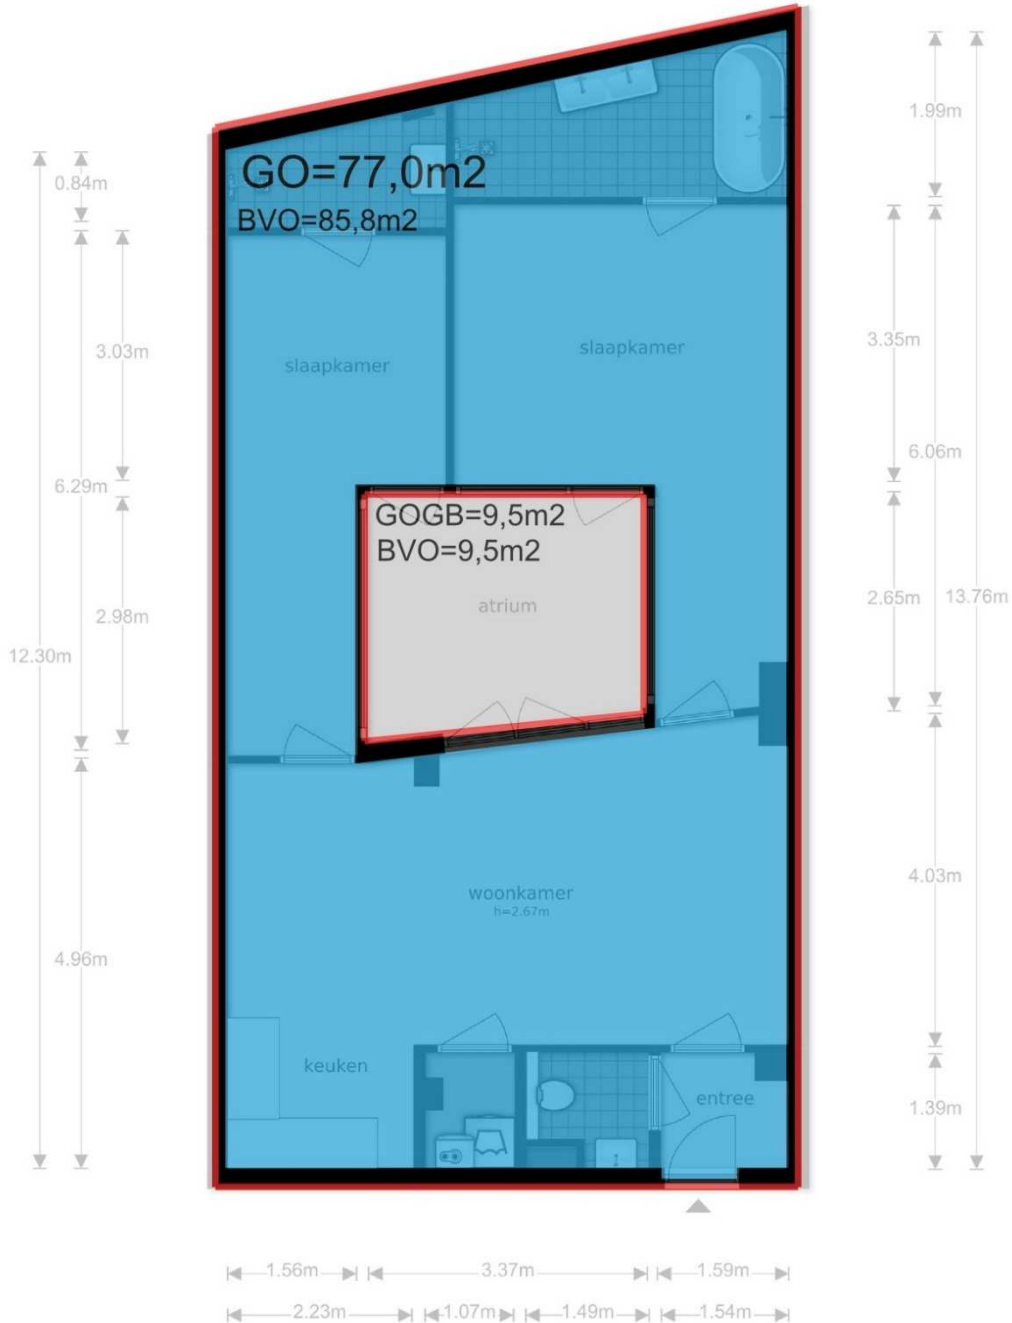 1.99m
GO=77,0m2
0.84m
BVO=85,8m2
3.03m
slaapkamer
slaapkamer
3.35m
6.06m
6.29m
GOGB=9,5m2
BVO=9,5m2
atrium
2.65m
13.76m
2.98m
12.30m
woonkamer
h=2.67m
4.03m
4.96m
keuken
entree
1.39m
1.56m
3.37m
1.59m
2.23m
1.07m
1.49m
1.54m